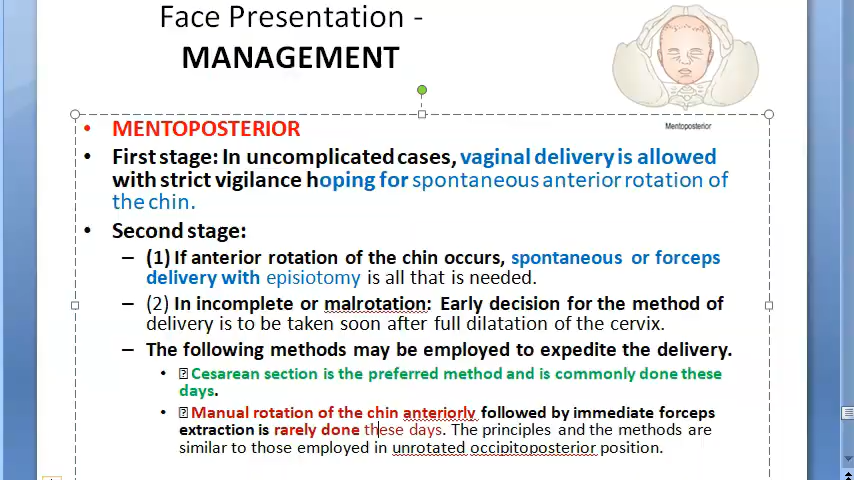 Face Presentation -
MANAGEMENT
Mentoposterior
• MENTOPOSTERIOR
• First stage: In uncomplicated cases, vaginal delivery is allowed
with strict vigilance hoping for spontaneous anterior rotation of
the chin.
• Second stage:
– (1) If anterior rotation of the chin occurs, spontaneous or forceps
delivery with episiotomy is all that is needed.
– (2) In incomplete or malrotation: Early decision for the method of
delivery is to be taken soon after full dilatation of the cervix.
– The following methods may be employed to expedite the delivery.
• Cesarean section is the preferred method and is commonly done these
days.
• Manual rotation of the chin anteriorly followed by immediate forceps
extraction is rarely done these days. The principles and the methods are
similar to those employed in unrotated occipitoposterior position.